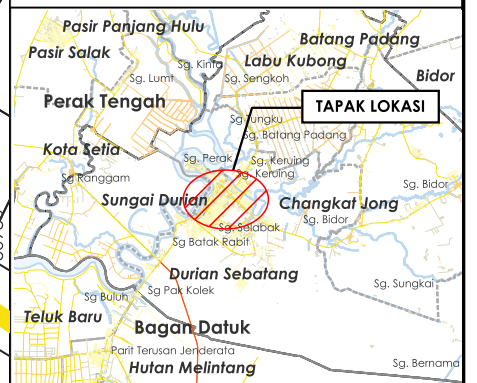 Pasir Panjang Hulu
Batang Padang
Pasir Salak
Sg. Kinta
Labu Kubong
Sg. Lumt
Sg. Sengkoh
Bidor
Perak Tengah
TAPAK LOKASI
Sg Jungku
Sg. Batang Padang
Kota Setia
Sg. Perak
Sg. Keruing
Sg. Keruing
Sg Ranggam
Sg. Bidor
Sungai Durian
Changkat Jong
Sg. Bidor
Sg. Selabak
Sg Batak Rabit
Durian Sebatang
Sg. Sungkai
Sg Buluh
Sg Pak Kolek
Teluk Baru
Bagan Datuk
Parit Terusan Jenderata
Sg. Bernama
Hutan Melintang